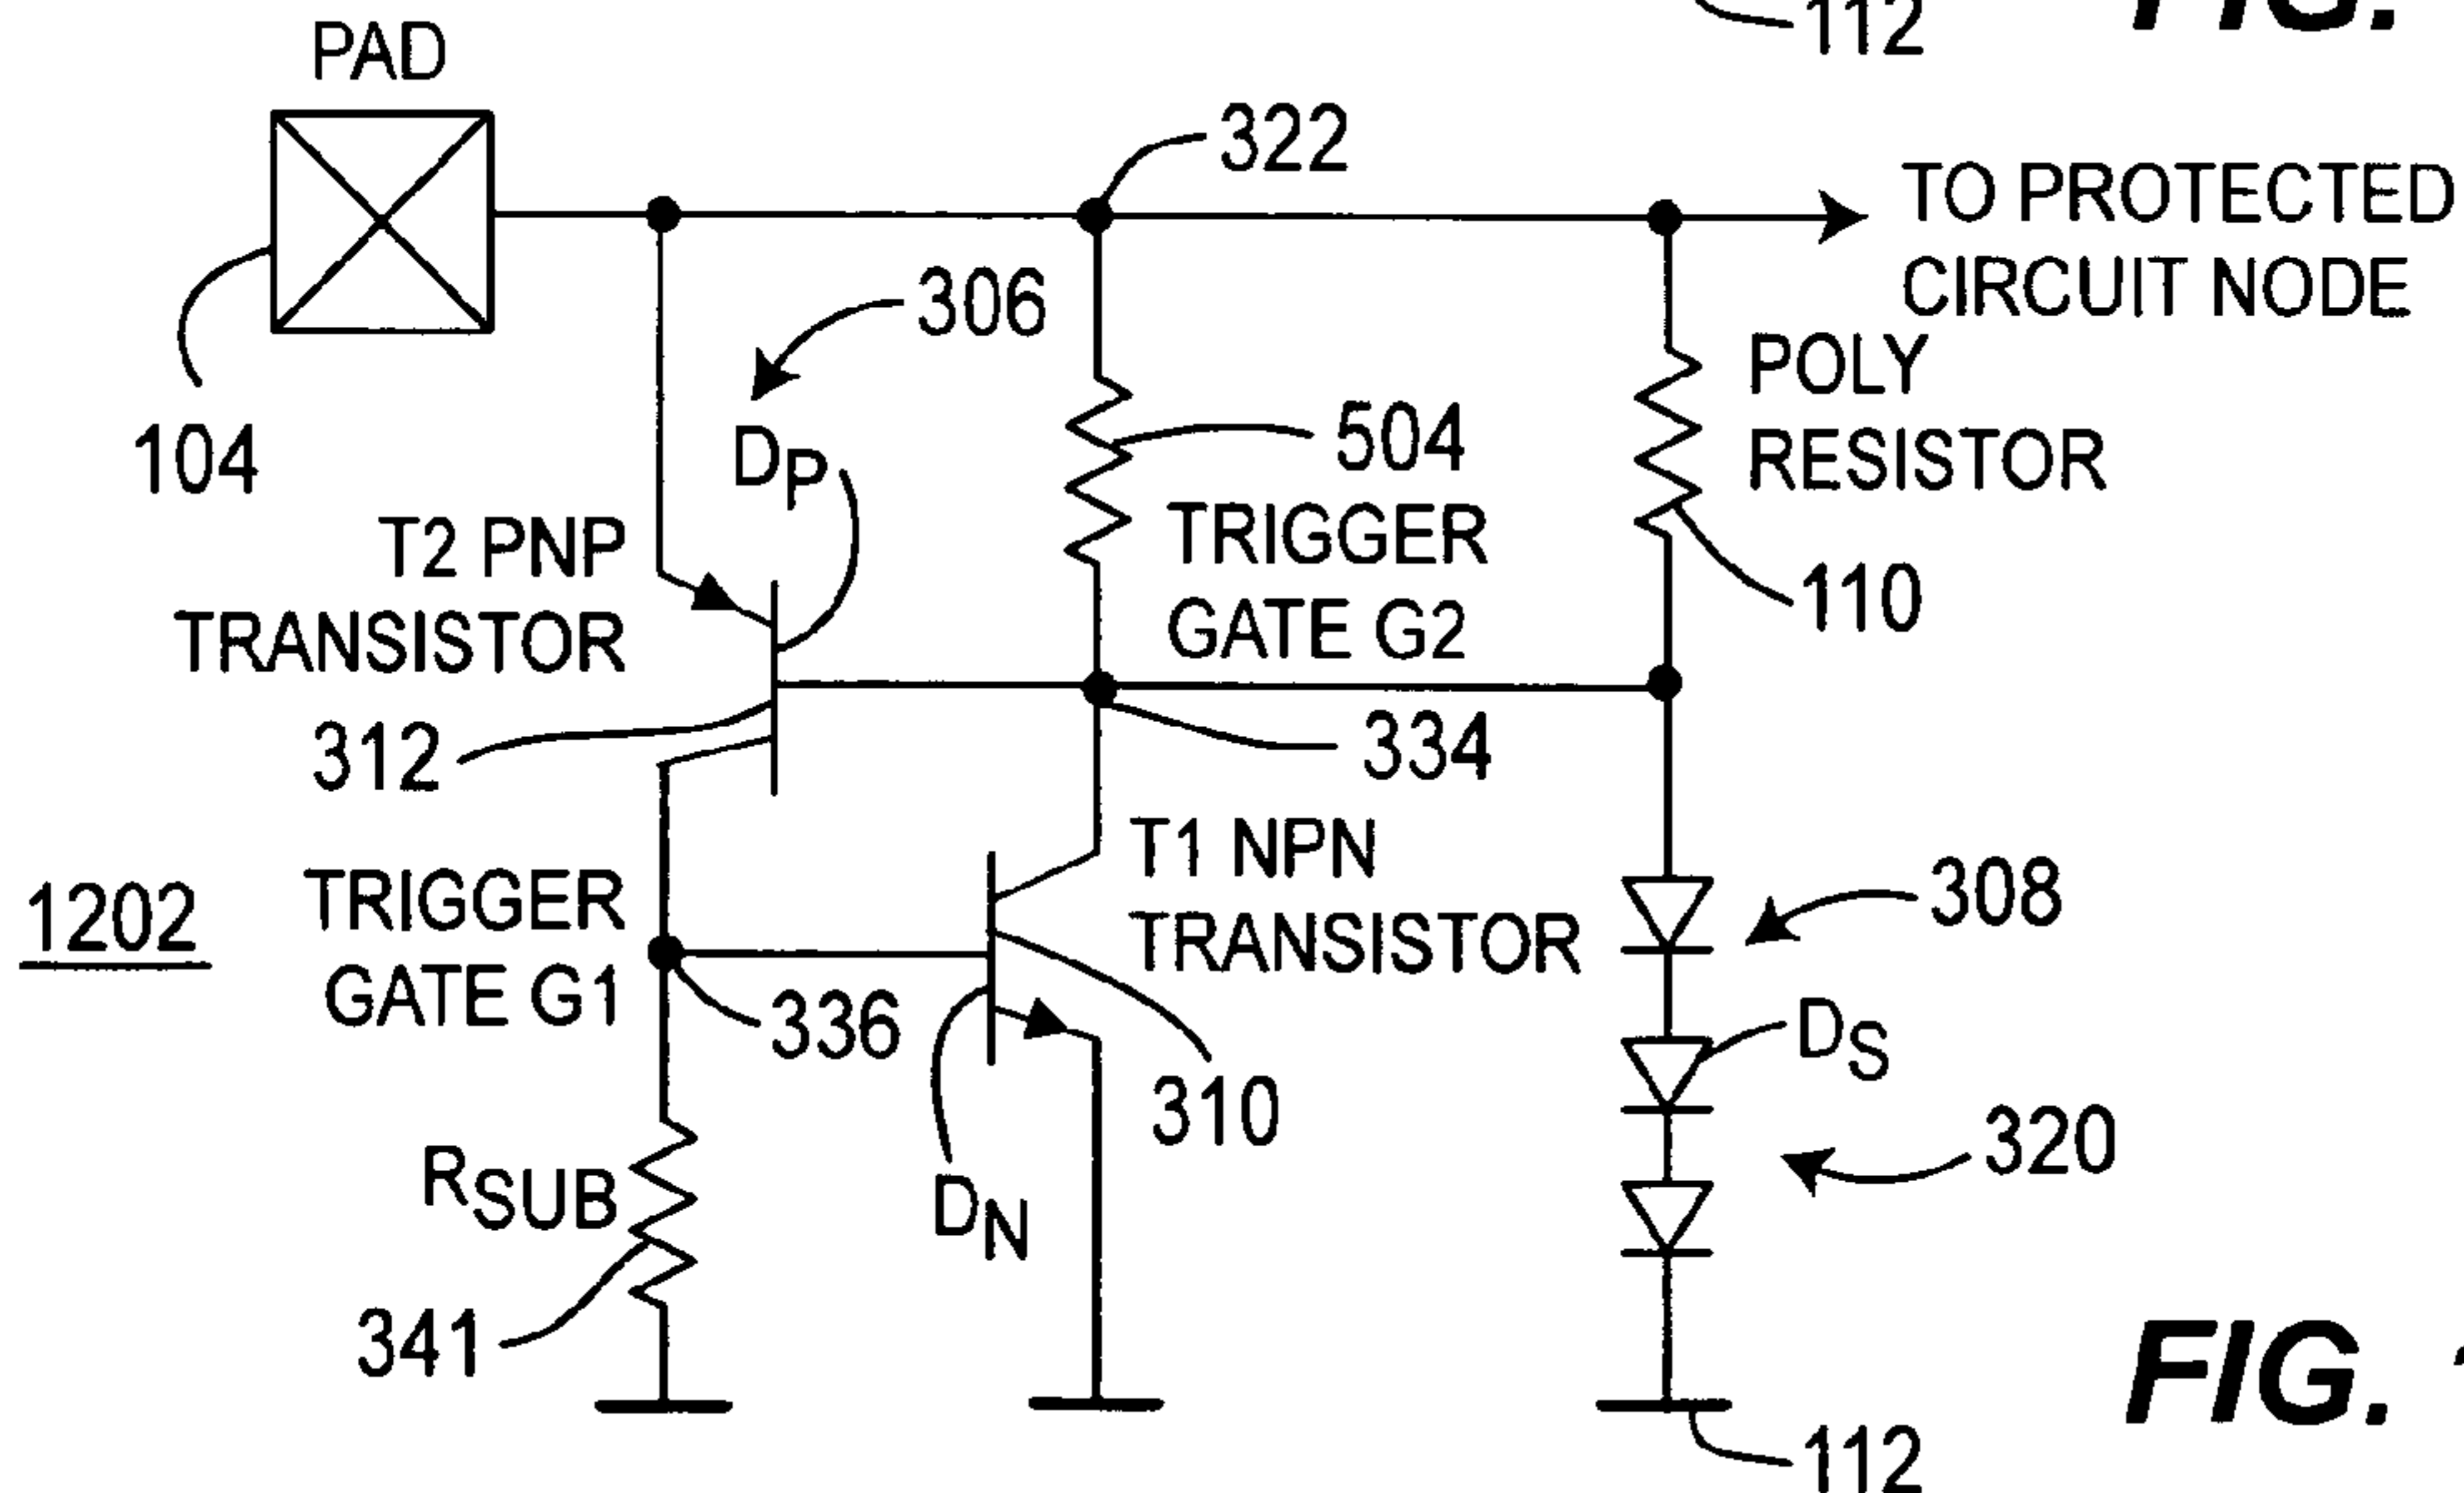 112
FIG.
PAD
322
TO PROTECTED
CIRCUIT NODE
306
POLY
RESISTOR
504
104
DP
T2 PNP
TRANSISTOR
TRIGGER
GATE G2
110
312
334
T1 NPN
TRANSISTOR
308
1202
TRIGGER
GATE G1
336
DS
310
320
RSUB
DN
341
FIG.
112